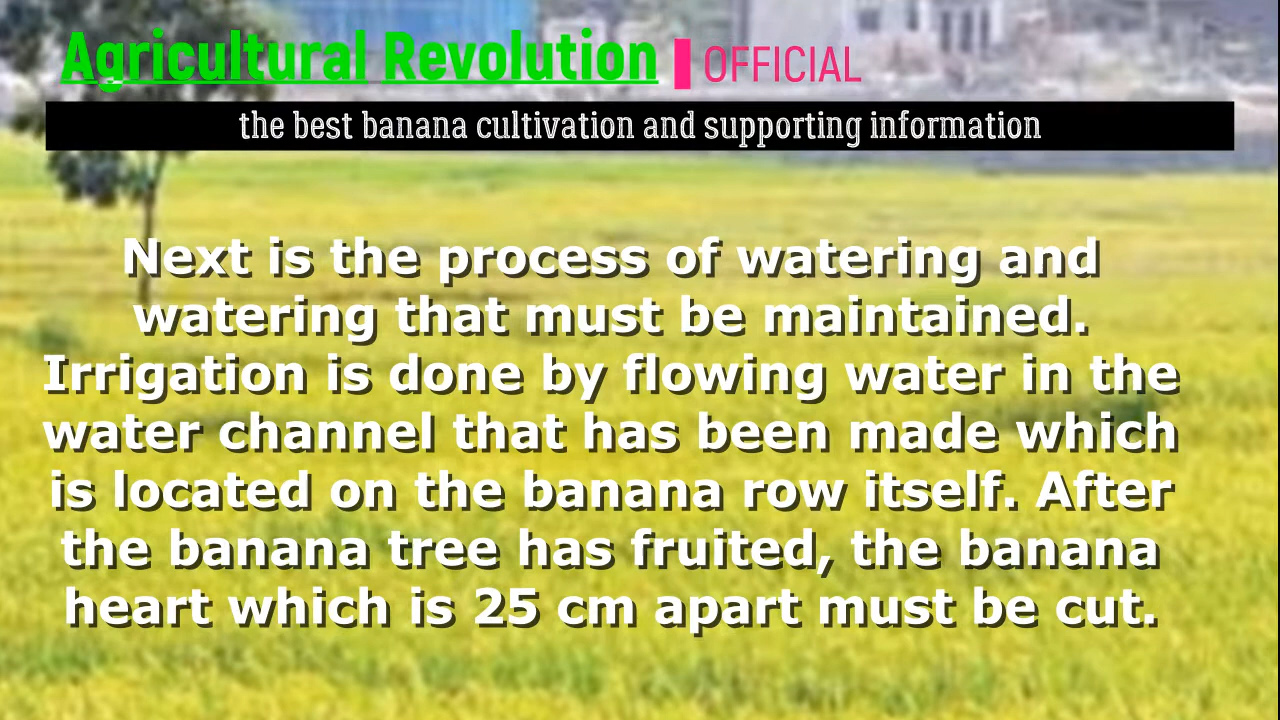 Agricultural Revolution OFFICIAL
the best banana cultivation and supporting information
Next is the process of watering and
watering that must be maintained.
Irrigation is done by flowing water in the
water channel that has been made which
is located on the banana row itself. After
the banana tree has fruited, the banana
heart which is 25 cm apart must be cut.